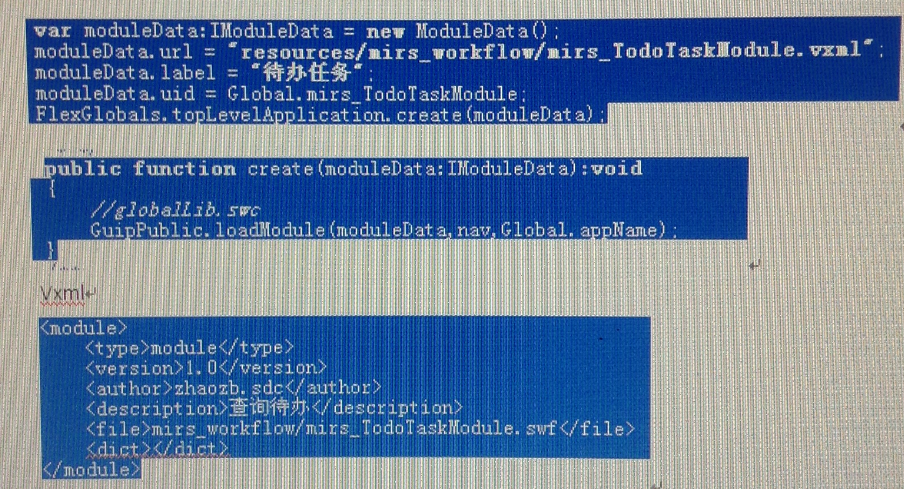 var moduleData:IModuleData = new ModuleData();
moduleData.url = "resources/mirs_workflow/mirs_TodoTaskModule.vxml";
moduleData.label = "待办任务";
moduleData.uid = Global.mirs_TodoTaskModule;
FlexGlobals.topLevelApplication.create(moduleData);
public function create(moduleData:IModuleData):void
{
//globalLib.swc
GuipPublic.loadModule(moduleData,nav,Global.appName);
}
Vxml
<module>
<type>module</type>
<version>1.0</version>
<author>zhaozb.sdc</author>
<description>查询待办</description>
<file>mirs_workflow/mirs_TodoTaskModule.swf</file>
<dict></dict>
</module>